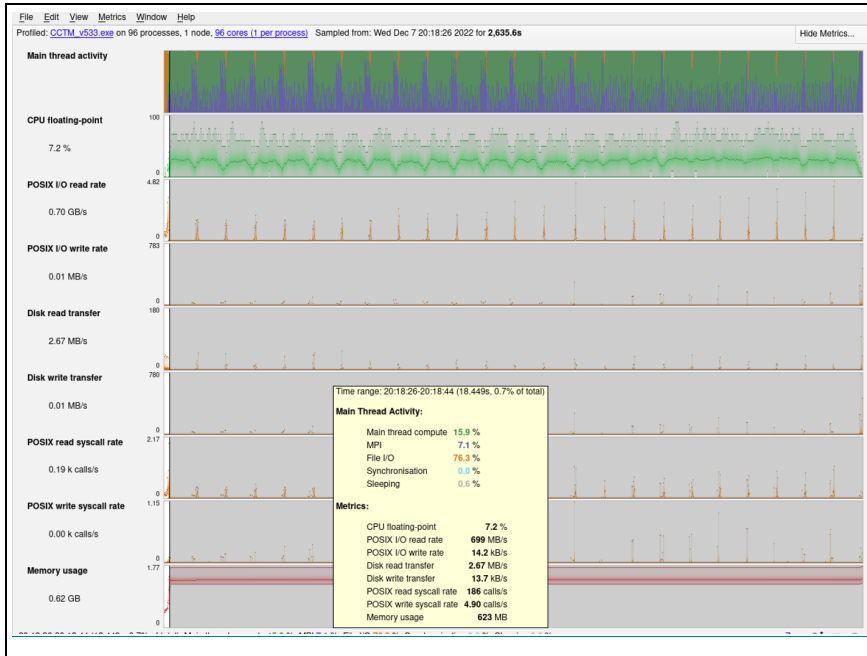 File Edit View Metrics Window Help
Profiled: CCTM_v533.exe on 96 processes, 1 node, 96 cores (1 per process) Sampled from: Wed Dec 7 20:18:26 2022 for 2,635.6s
Hide Metrics...
Main thread activity
CPU floating-point
100
7.2 %
0
POSIX I/O read rate
4.82
0.70 GB/s
0
POSIX I/O write rate
783
0.01 MB/s
0
Disk read transfer
180
2.67 MB/s
0
Disk write transfer
780
0.01 MB/s
0
POSIX read syscall rate
2.17
0.19 k calls/s
0
POSIX write syscall rate
1.15
0.00 k calls/s
0
Memory usage
1.77
0.62 GB
0
Time range: 20:18:26-20:18:44 (18.449s, 0.7% of total)
Main Thread Activity:
Main thread compute 15.9 %
MPI 7.1 %
File I/O 76.3 %
Synchronisation 0.0 %
Sleeping 0.6 %
Metrics:
CPU floating-point 7.2 %
POSIX I/O read rate 699 MB/s
POSIX I/O write rate 14.2 kB/s
Disk read transfer 2.67 MB/s
Disk write transfer 13.7 kB/s
POSIX read syscall rate 186 calls/s
POSIX write syscall rate 4.90 calls/s
Memory usage 623 MB